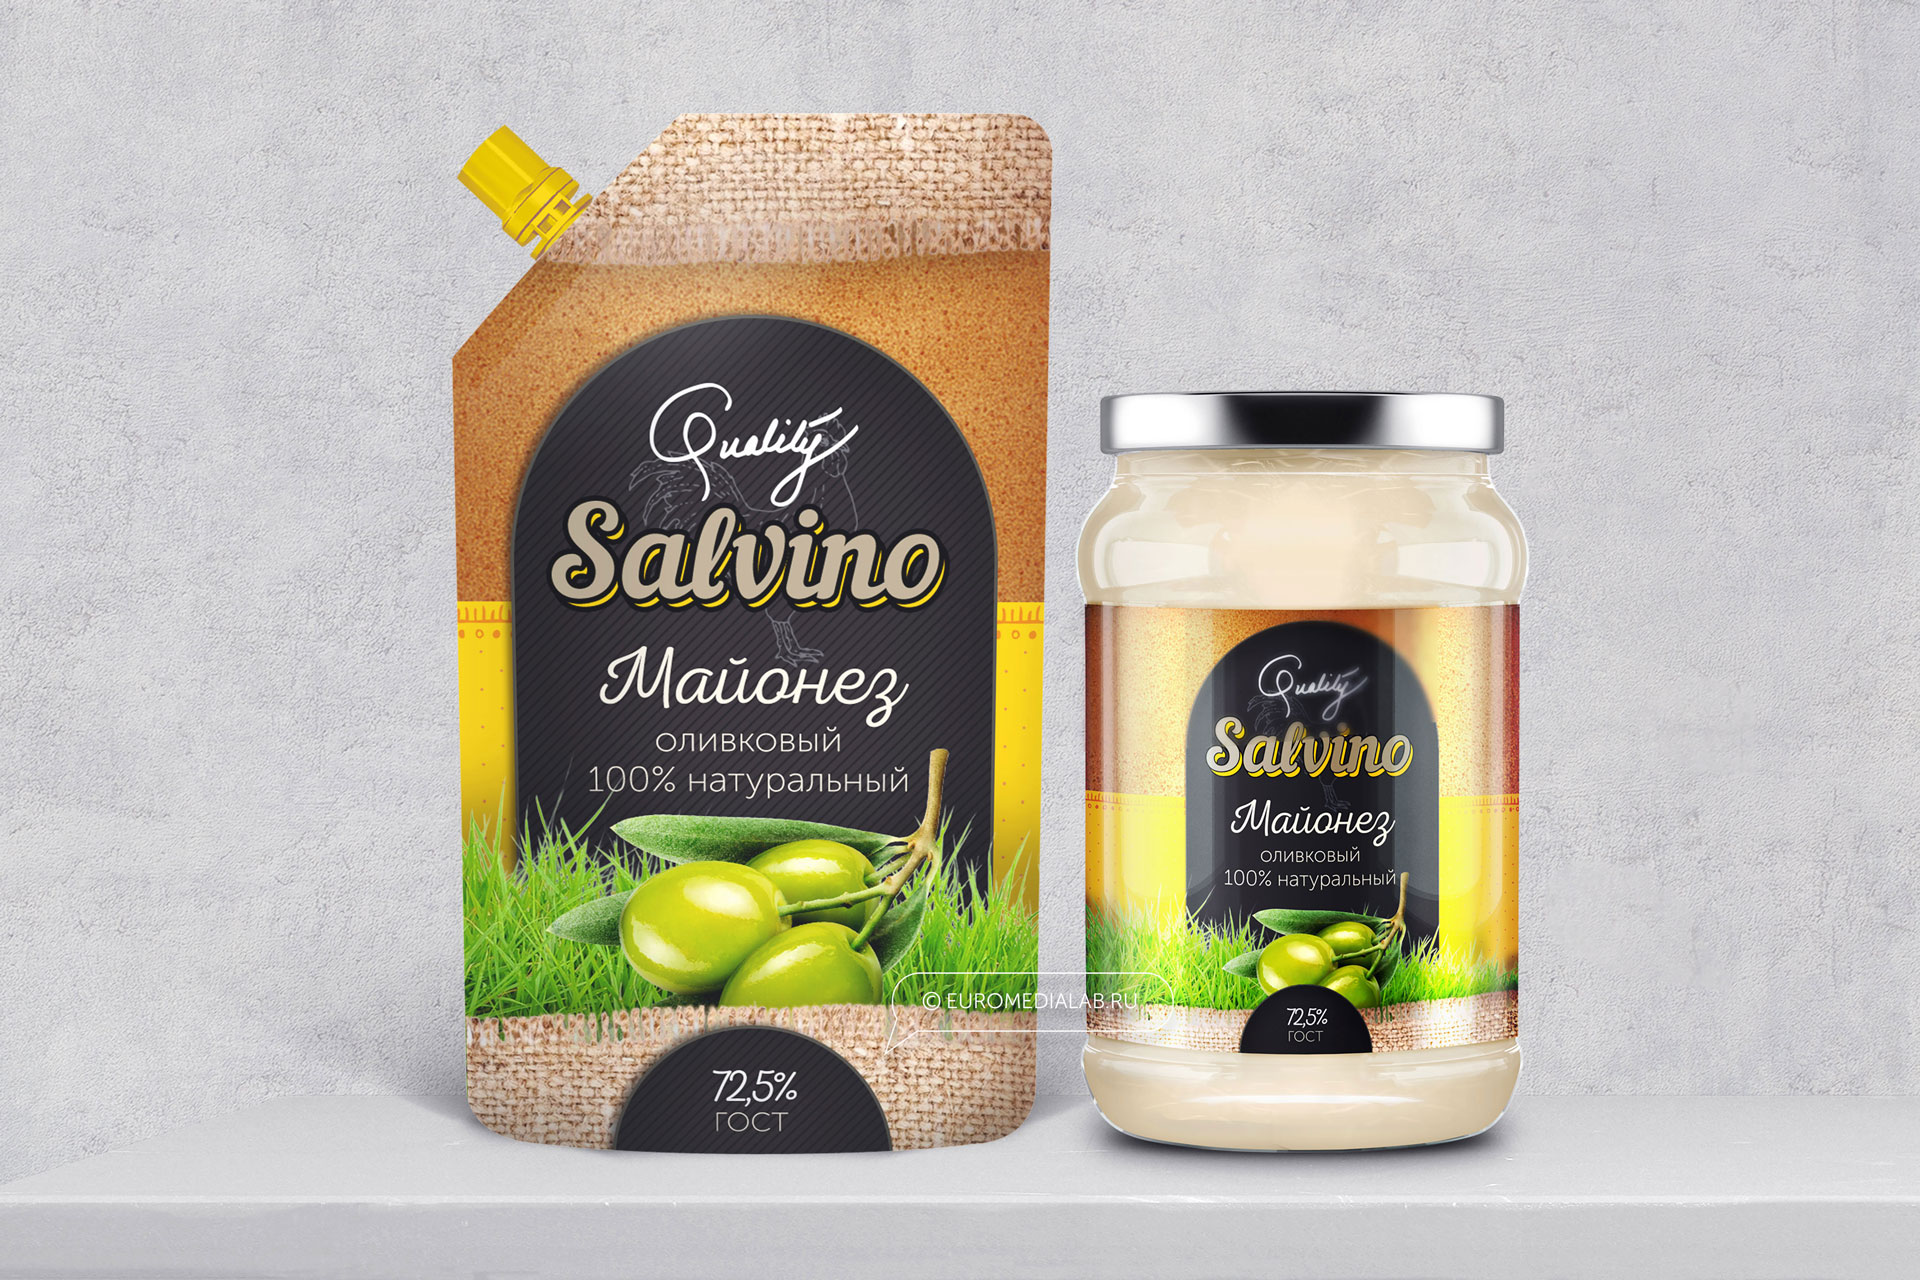 Quality
Salvino
Майонез
оливковый
100% натуральный
72,5%
ГОСТ
Quality
Salvino
Майонез
оливковый
100% натуральный
72,5%
ГОСТ
© EUROMEDIALAB.RU